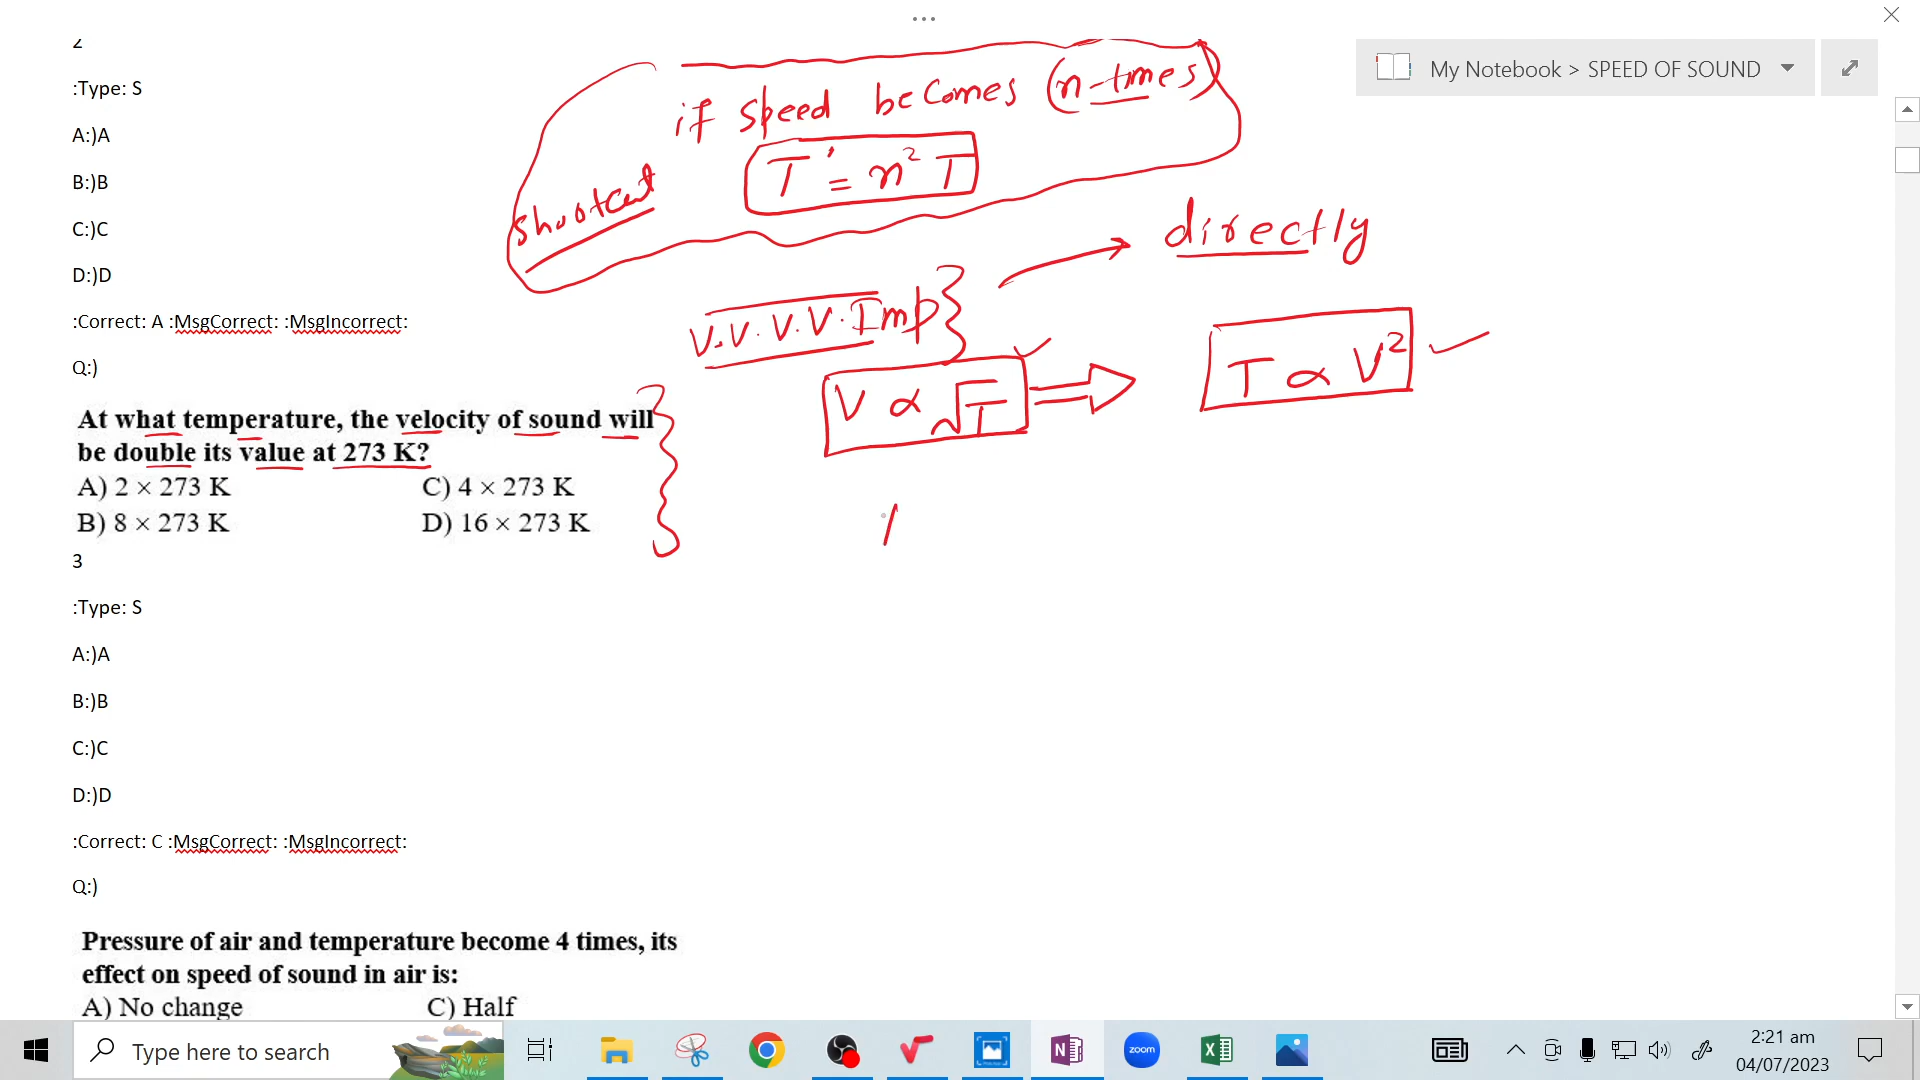 My Notebook > SPEED OF SOUND
2
:Type: S
A:)A
B:)B
C:)C
D:)D
:Correct: A :MsgCorrect: :MsgIncorrect:
Q:)
At what temperature, the velocity of sound will
be double its value at 273 K?
A) 2 × 273 K C) 4 × 273 K
B) 8 × 273 K D) 16 × 273 K
if speed becomes (n-times)
T' = n² T
shootcut
directly
V.V.V.V.Imp
V ∝ √T
T ∝ V²
3
:Type: S
A:)A
B:)B
C:)C
D:)D
:Correct: C :MsgCorrect: :MsgIncorrect:
Q:)
Pressure of air and temperature become 4 times, its
effect on speed of sound in air is:
A) No change C) Half
Type here to search
zoom
2:21 am
04/07/2023